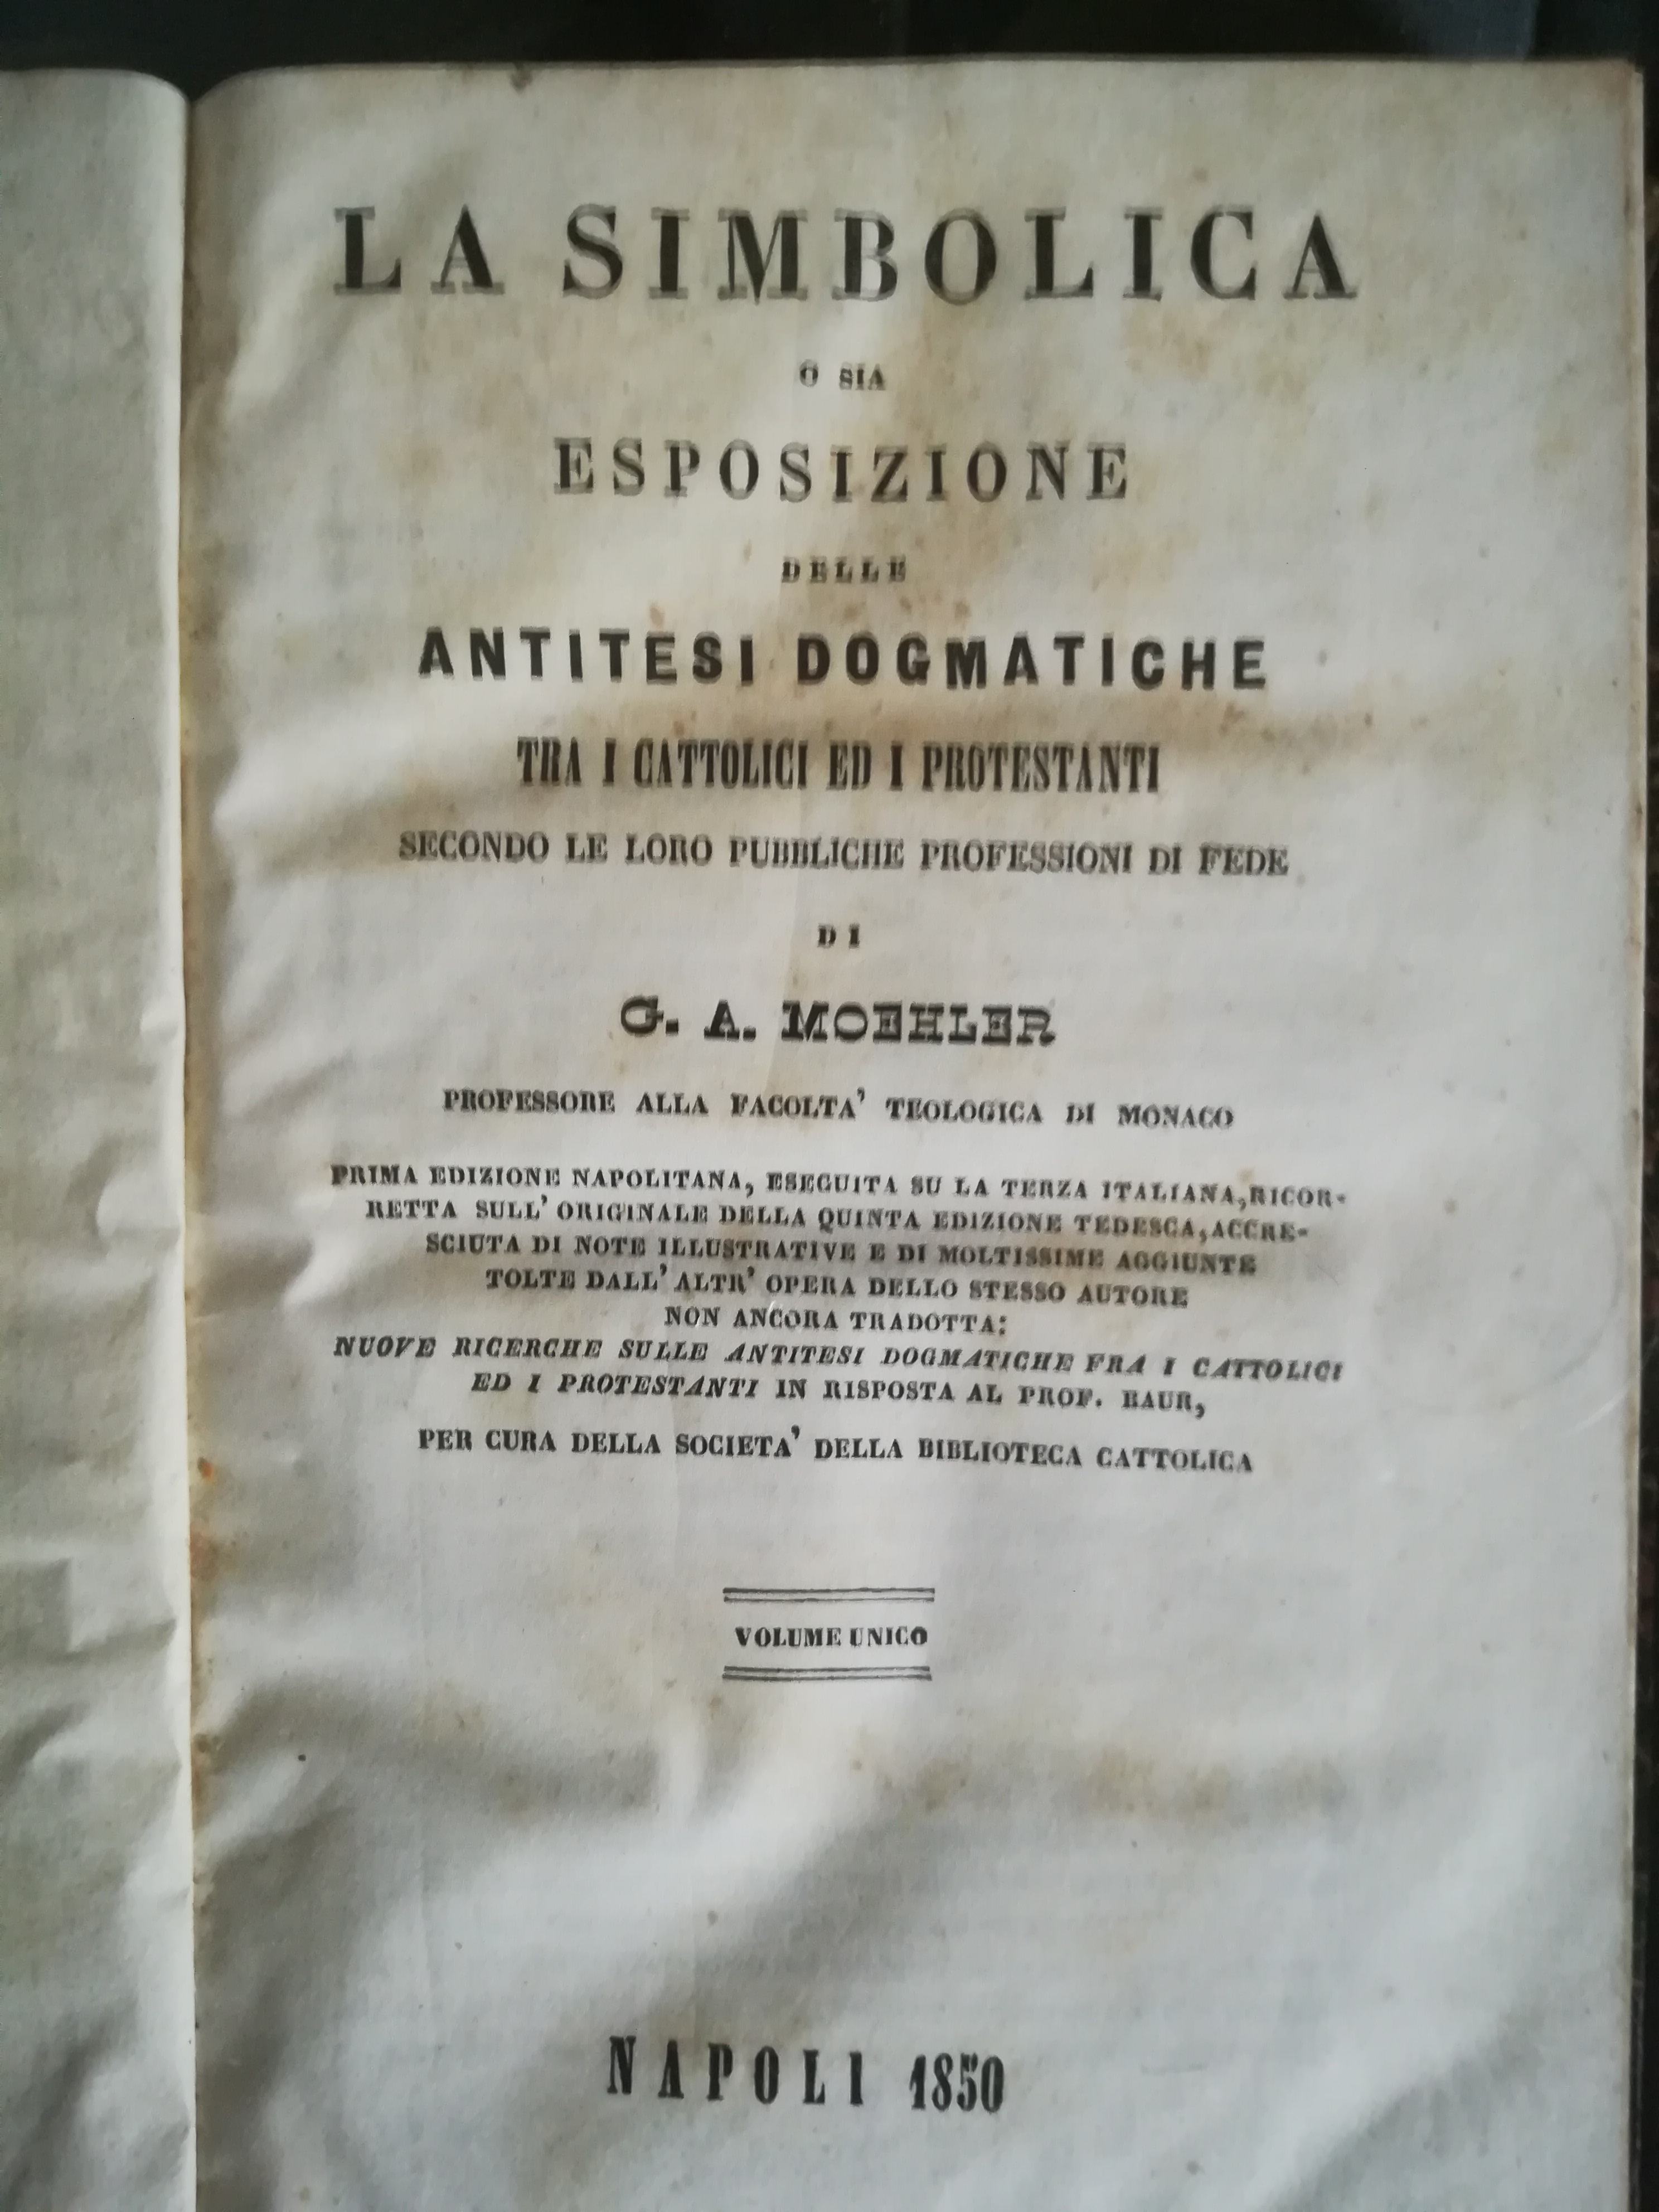 LA SIMBOLICA
O SIA
ESPOSIZIONE
DELLE
ANTITESI DOGMATICHE
TRA I CATTOLICI ED I PROTESTANTI
SECONDO LE LORO PUBBLICHE PROFESSIONI DI FEDE
DI
G. A. MOEHLER
PROFESSORE ALLA FACOLTA' TEOLOGICA DI MONACO
PRIMA EDIZIONE NAPOLITANA, ESEGUITA SU LA TERZA ITALIANA, RICOR-
RETTA SULL' ORIGINALE DELLA QUINTA EDIZIONE TEDESCA, ACCRE-
SCIUTA DI NOTE ILLUSTRATIVE E DI MOLTISSIME AGGIUNTE
TOLTE DALL' ALTR' OPERA DELLO STESSO AUTORE
NON ANCORA TRADOTTA:
NUOVE RICERCHE SULLE ANTITESI DOGMATICHE FRA I CATTOLICI
ED I PROTESTANTI IN RISPOSTA AL PROF. BAUR,
PER CURA DELLA SOCIETA' DELLA BIBLIOTECA CATTOLICA
VOLUME UNICO
NAPOLI 1850